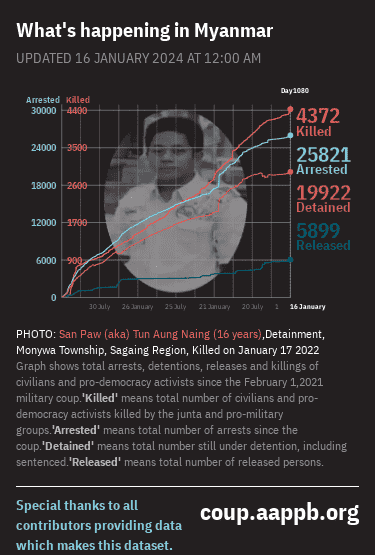 What's happening in Myanmar
UPDATED 16 JANUARY 2024 AT 12:00 AM
Day1080
Arrested Killed
30000 4400
24000 3500
18000 2600
12000 1700
6000 900
0
4372
Killed
25821
Arrested
19922
Detained
5899
Released
30 July 26 January 25 July 21 January 20 July 1 16 January
PHOTO: San Paw (aka) Tun Aung Naing (16 years),Detainment,
Monywa Township, Sagaing Region, Killed on January 17 2022
Graph shows total arrests, detentions, releases and killings of
civilians and pro-democracy activists since the February 1,2021
military coup.'Killed' means total number of civilians and pro-
democracy activists killed by the junta and pro-military
groups.'Arrested' means total number of arrests since the
coup.'Detained' means total number still under detention, including
sentenced.'Released' means total number of released persons.
Special thanks to all
contributors providing data
which makes this dataset.
coup.aappb.org